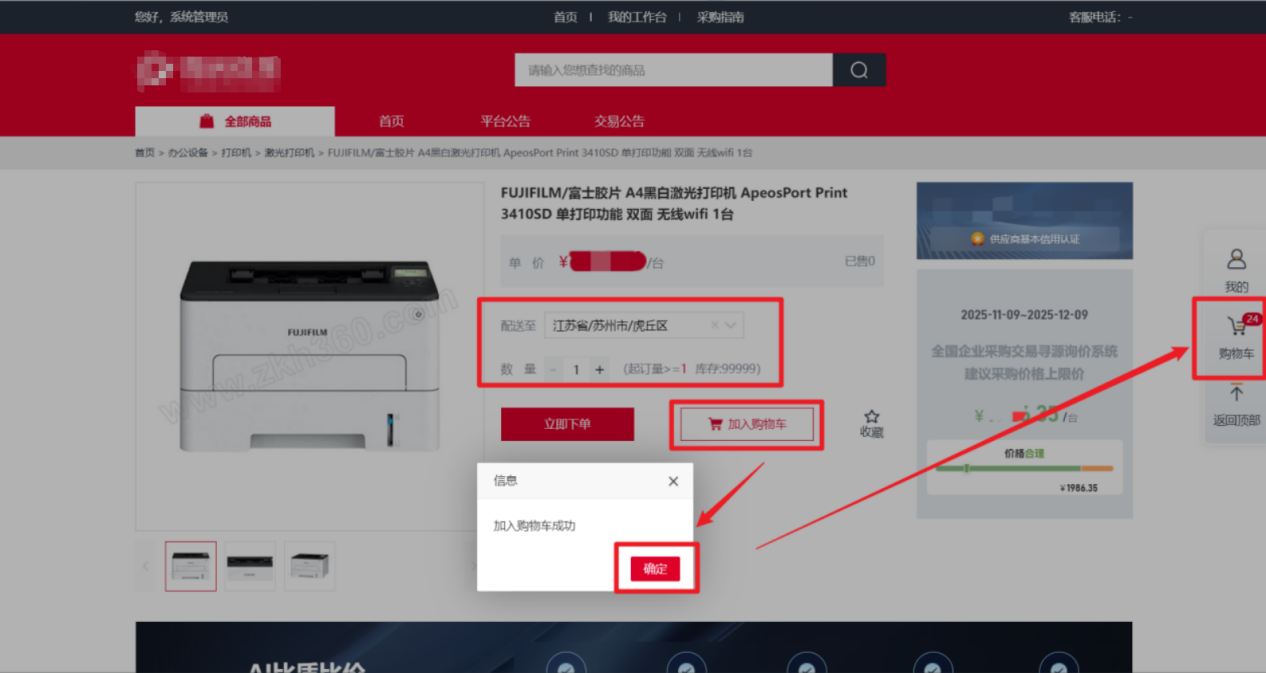 您好，系统管理员
首页 | 我的工作台 | 采购指南
客服电话： -
请输入您想查找的商品
全部商品
首页
平台公告
交易公告
首页 > 办公设备 > 打印机 > 激光打印机 > FUJIFILM/富士胶片 A4黑白激光打印机 ApeosPort Print 3410SD 单打印功能 双面 无线wifi 1台
FUJIFILM
www.zkh360.com
FUJIFILM/富士胶片 A4黑白激光打印机 ApeosPort Print
3410SD 单打印功能 双面 无线wifi 1台
单 价 ¥ /台
已售0
配送至 江苏省/苏州市/虎丘区
数 量 - 1 + (起订量>=1 库存:99999)
立即下单
加入购物车
收藏
信息 ×
加入购物车成功
确定
供应商基本信用认证
2025-11-09~2025-12-09
全国企业采购交易寻源询价系统
建议采购价格上限价
¥ .35 /台
价格合理
¥1986.35
我的
24
购物车
返回顶部
AI比质比价